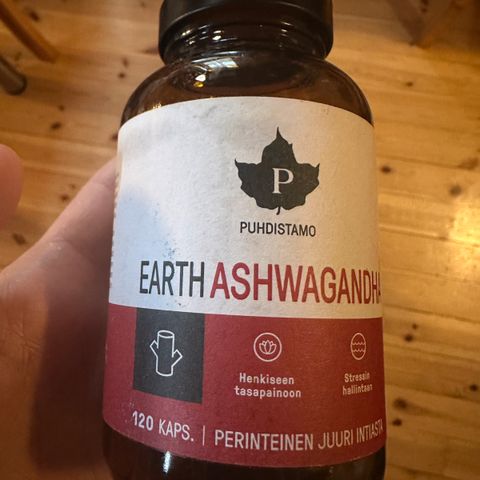 P
PUHDISTAMO
EARTH ASHWAGANDHA
Henkiseen
tasapainoon
Stressin
hallintaan
120 KAPS. | PERINTEINEN JUURI INTIASTA